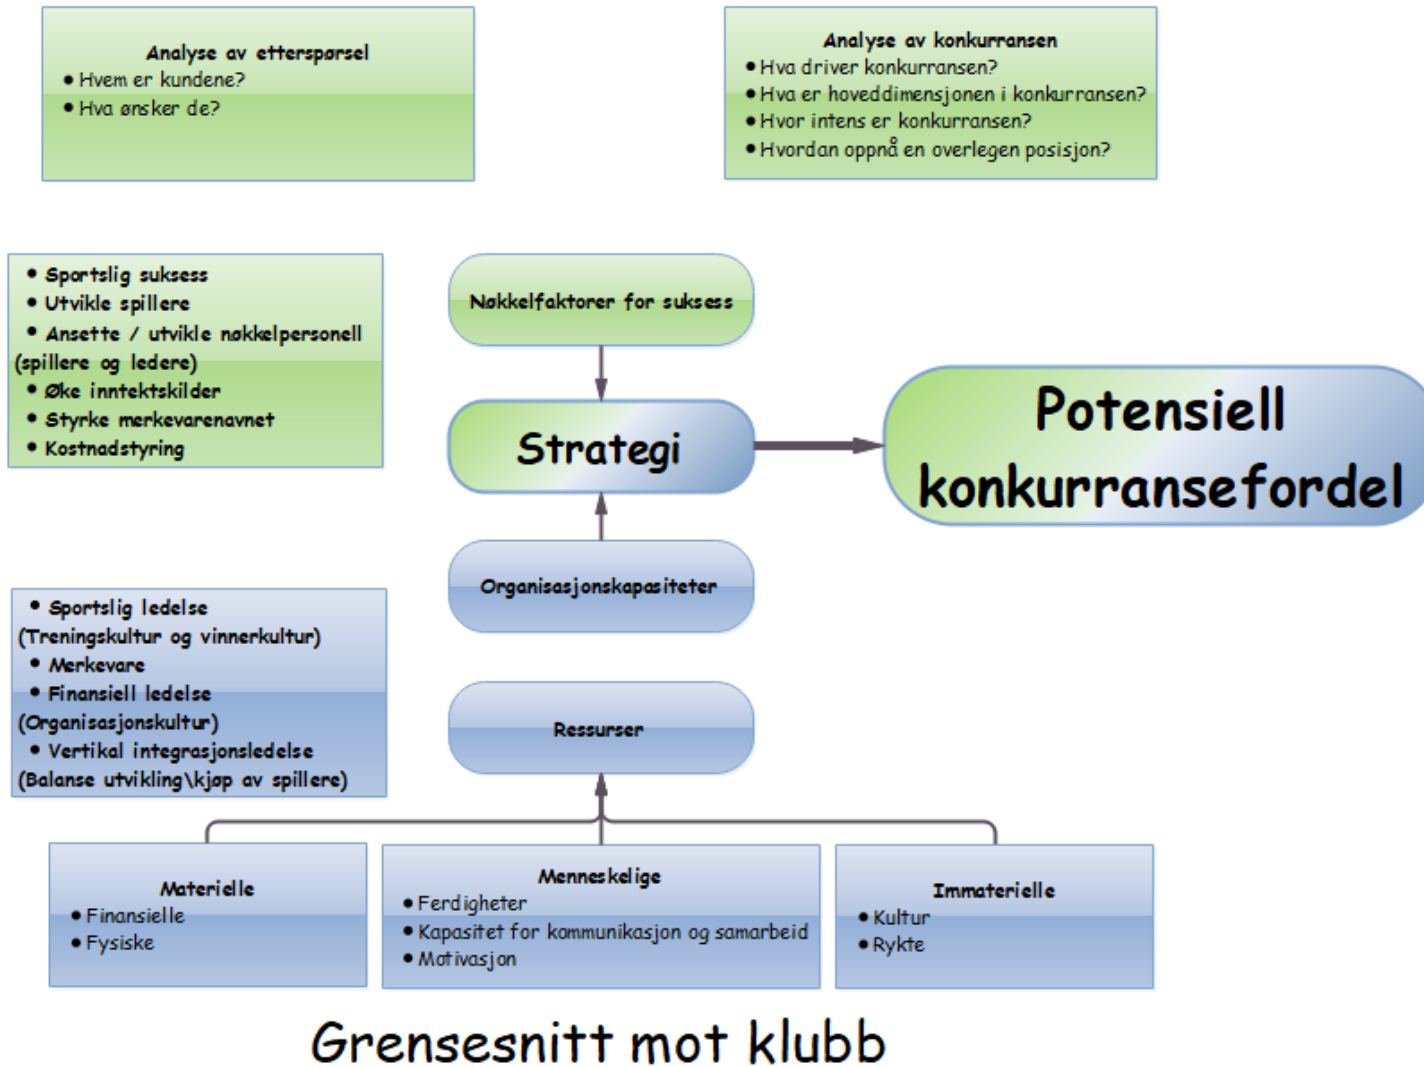 Analyse av etterspørsel
• Hvem er kundene?
• Hva ønsker de?
Analyse av konkurransen
• Hva driver konkurransen?
• Hva er hoveddimensjonen i konkurransen?
• Hvor intens er konkurransen?
• Hvordan oppnå en overlegen posisjon?
• Sportslig suksess
• Utvikle spillere
• Ansette / utvikle nøkkelpersonell
(spillere og ledere)
• Øke inntektskilder
• Styrke merkevarenavnet
• Kostnadstyring
Nøkkelfaktorer for suksess
Strategi
Potensiell
konkurransefordel
Organisasjonskapasiteter
• Sportslig ledelse
(Treningskultur og vinnerkultur)
• Merkevare
• Finansiell ledelse
(Organisasjonskultur)
• Vertikal integrasjonsledelse
(Balanse utvikling\kjøp av spillere)
Ressurser
Materielle
• Finansielle
• Fysiske
Menneskelige
• Ferdigheter
• Kapasitet for kommunikasjon og samarbeid
• Motivasjon
Immaterielle
• Kultur
• Rykte
Grensesnitt mot klubb